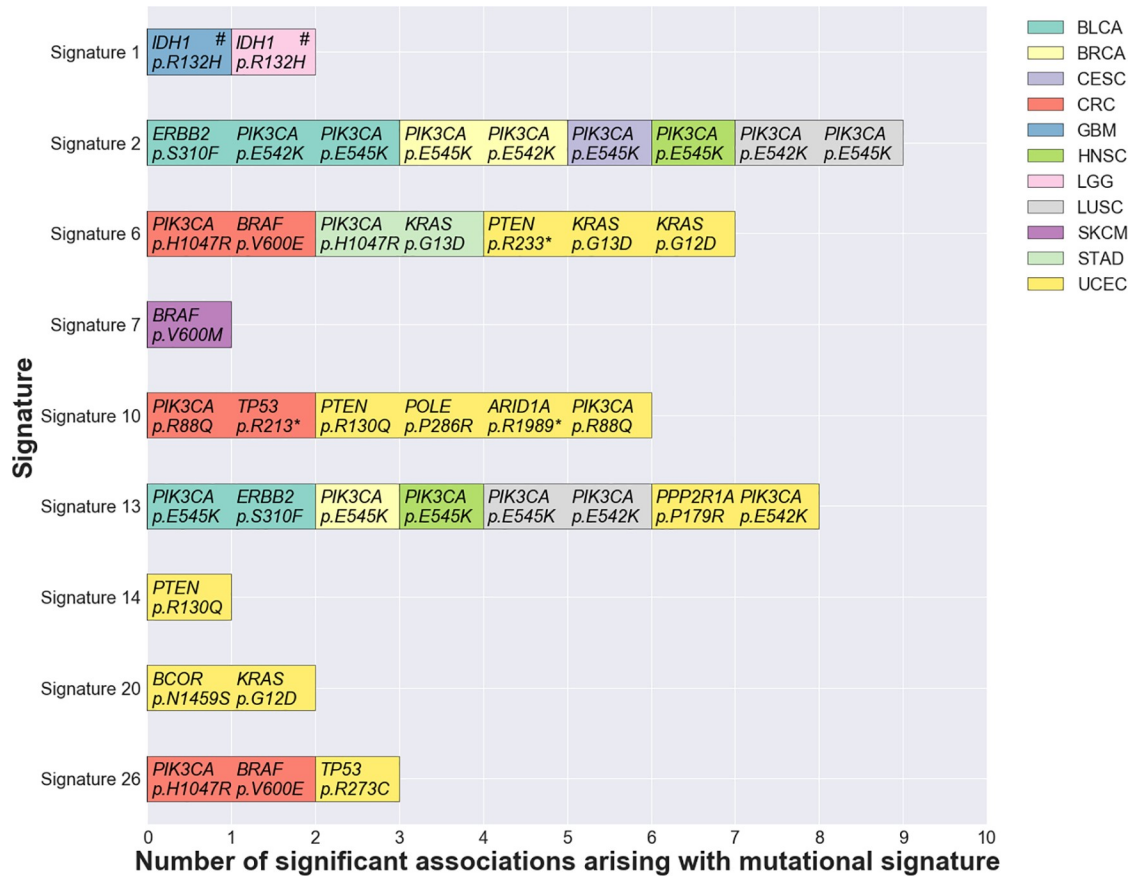 Signature 1
IDH1 # IDH1 #
p.R132H p.R132H
Signature 2
ERBB2 PIK3CA PIK3CA PIK3CA PIK3CA PIK3CA PIK3CA PIK3CA PIK3CA
p.S310F p.E542K p.E545K p.E545K p.E542K p.E545K p.E545K p.E542K p.E545K
Signature 6
PIK3CA BRAF PIK3CA KRAS PTEN KRAS KRAS
p.H1047R p.V600E p.H1047R p.G13D p.R233* p.G13D p.G12D
Signature 7
BRAF
p.V600M
Signature 10
PIK3CA TP53 PTEN POLE ARID1A PIK3CA
p.R88Q p.R213* p.R130Q p.P286R p.R1989* p.R88Q
Signature 13
PIK3CA ERBB2 PIK3CA PIK3CA PIK3CA PIK3CA PPP2R1A PIK3CA
p.E545K p.S310F p.E545K p.E545K p.E545K p.E542K p.P179R p.E542K
Signature 14
PTEN
p.R130Q
Signature 20
BCOR KRAS
p.N1459S p.G12D
Signature 26
PIK3CA BRAF TP53
p.H1047R p.V600E p.R273C
0 1 2 3 4 5 6 7 8 9 10
Number of significant associations arising with mutational signature
Signature
BLCA
BRCA
CESC
CRC
GBM
HNSC
LGG
LUSC
SKCM
STAD
UCEC